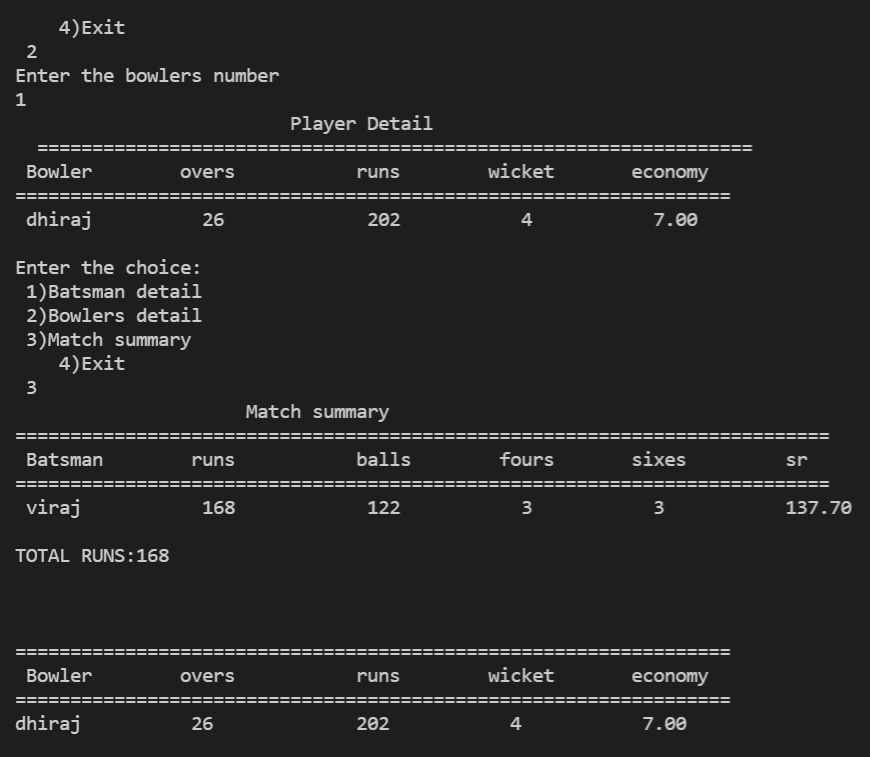 4)Exit
2
Enter the bowlers number
1
Player Detail
=================================================================
Bowler overs runs wicket economy
=================================================================
dhiraj 26 202 4 7.00
Enter the choice:
1)Batsman detail
2)Bowlers detail
3)Match summary
4)Exit
3
Match summary
==========================================================================
Batsman runs balls fours sixes sr
==========================================================================
viraj 168 122 3 3 137.70
TOTAL RUNS:168
=================================================================
Bowler overs runs wicket economy
=================================================================
dhiraj 26 202 4 7.00